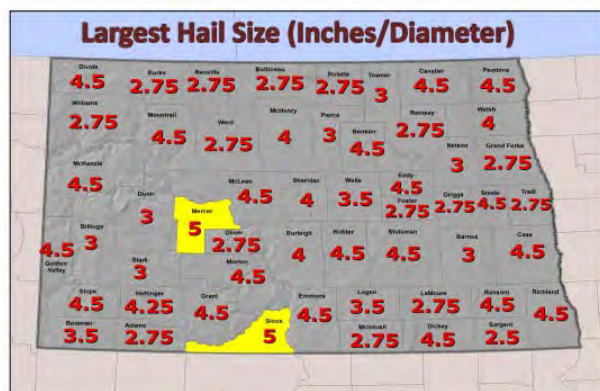 Largest Hail Size (Inches/Diameter)
Divide
4.5
Burke
2.75
Renville
2.75
Bottineau
2.75
Rolette
2.75
Towner
3
Cavalier
4.5
Pembina
4.5
Williams
2.75
Mountrail
4.5
Ward
2.75
McHenry
4
Pierce
3
Benson
4.5
Ramsey
2.75
Walsh
4
Nelson
3
Grand Forks
2.75
McKenzie
4.5
Dunn
3
McLean
4.5
Sheridan
4
Wells
3.5
Eddy
4.5
Foster
2.75
Griggs
2.75
Steele
4.5
Traill
2.75
Mercer
5
Oliver
2.75
Billings
3
4.5
Golden
Valley
Stark
3
Morton
4.5
Burleigh
4
Kidder
4.5
Stutsman
4.5
Barnes
3
Cass
4.5
Slope
4.5
Hettinger
4.25
Grant
4.5
Sioux
5
Emmons
4.5
Logan
3.5
LaMoure
2.75
Ransom
4.5
Richland
4.5
Bowman
3.5
Adams
2.75
McIntosh
2.75
Dickey
4.5
Sargent
2.5